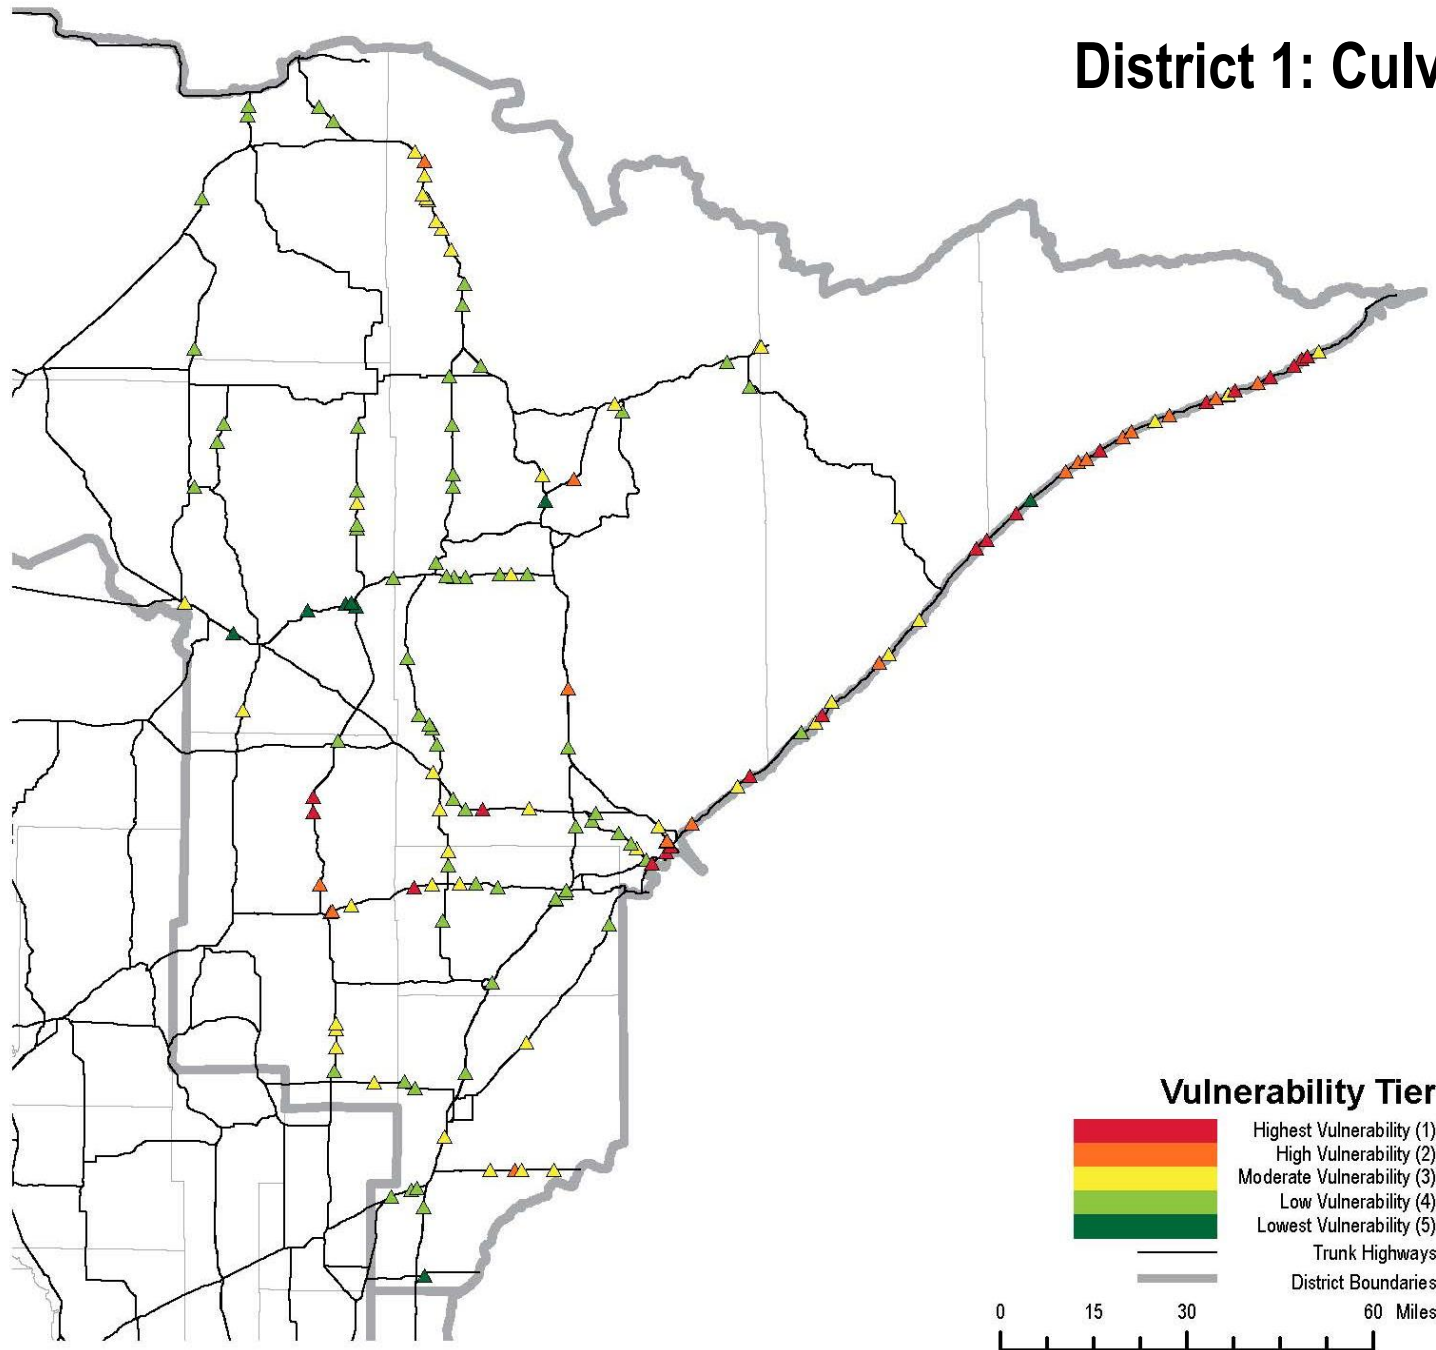 District 1: Culv
Vulnerability Tier
Highest Vulnerability (1)
High Vulnerability (2)
Moderate Vulnerability (3)
Low Vulnerability (4)
Lowest Vulnerability (5)
Trunk Highways
District Boundaries
0 15 30 60 Miles